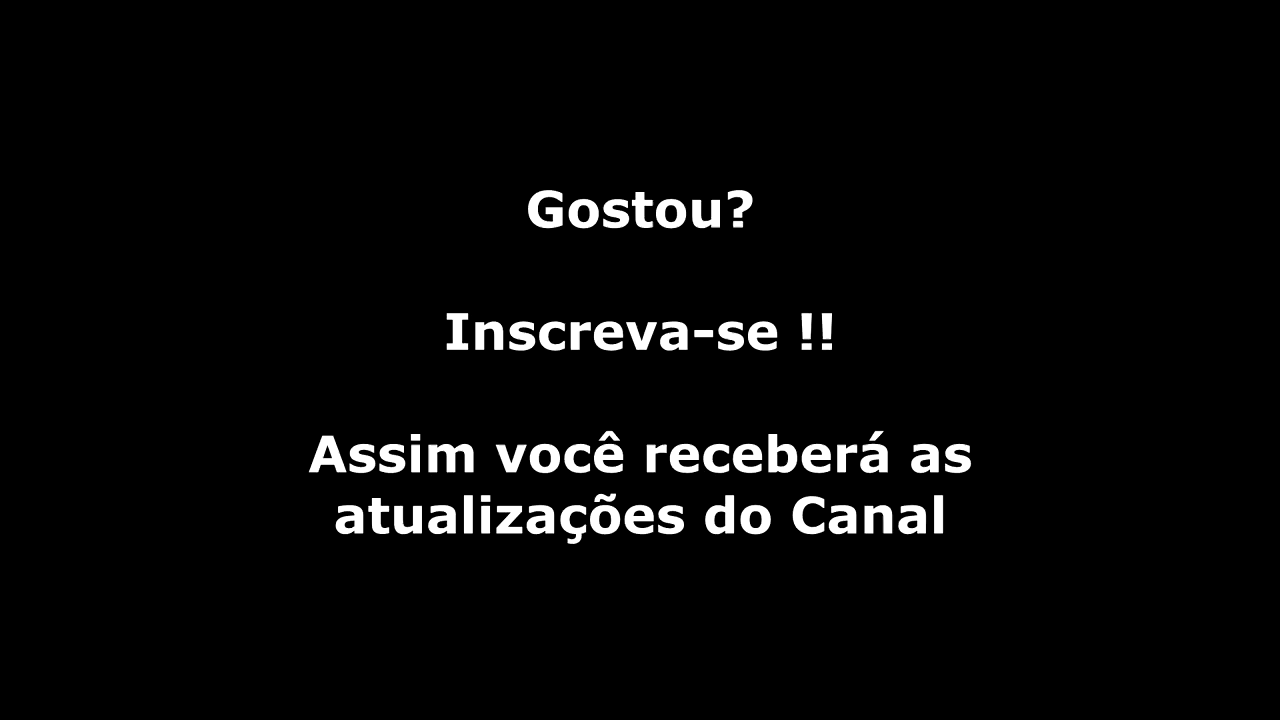 Gostou?
Inscreva-se !!
Assim você receberá as
atualizações do Canal